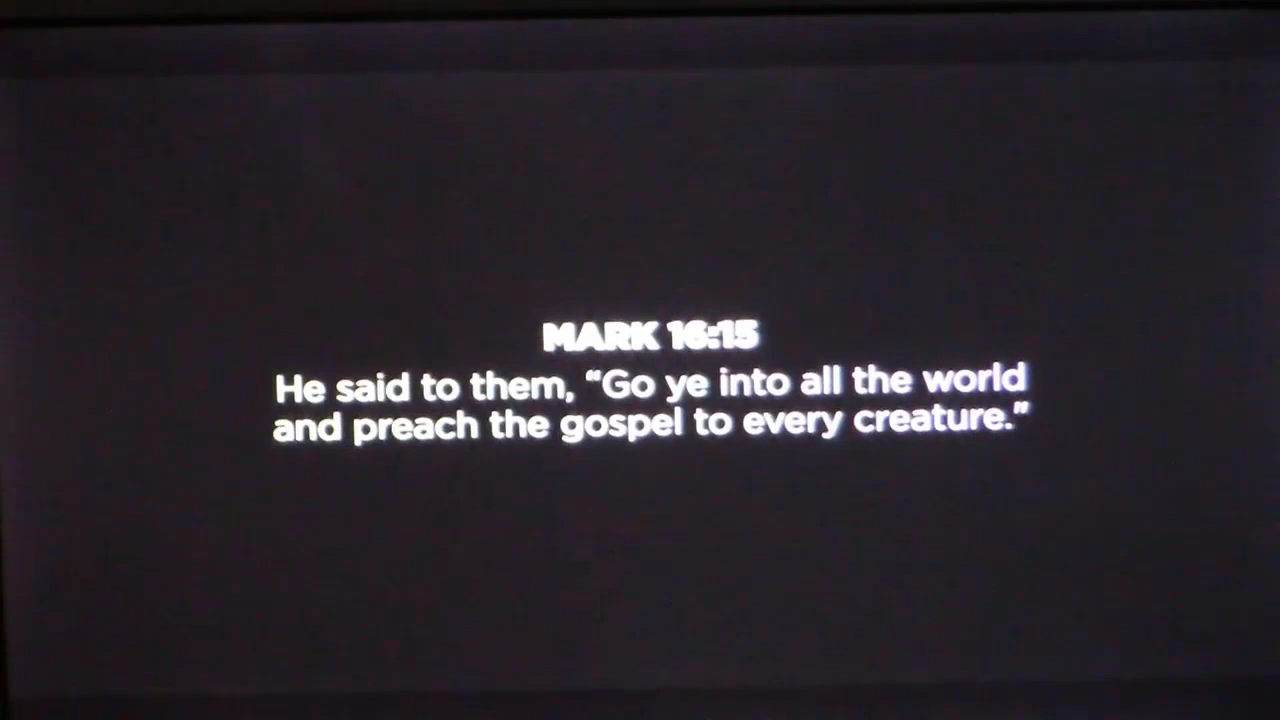 MARK 16:15
He said to them, “Go ye into all the world
and preach the gospel to every creature.”